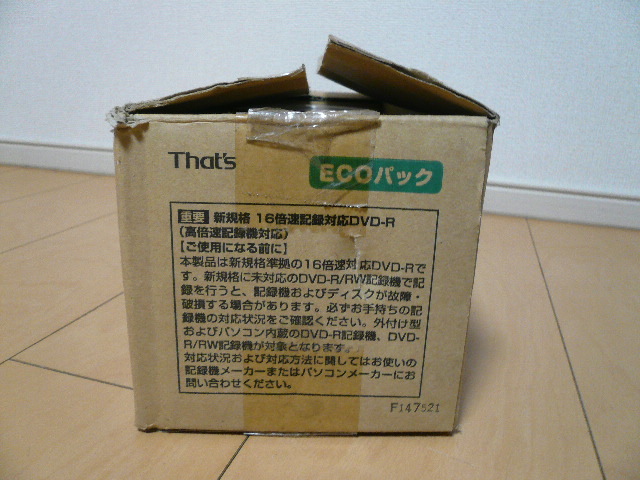 That's
ECOパック
重要 新規格 16倍速記録対応DVD-R
(高倍速記録機対応)
【ご使用になる前に】
本製品は新規格準拠の16倍速対応DVD-Rで
す。新規格に未対応のDVD-R/RW記録機で記
録を行うと、記録機およびディスクが故障・
破損する場合があります。必ずお手持ちの記
録機の対応状況をご確認ください。外付け型
およびパソコン内蔵のDVD-R記録機、DVD-
R/RW記録機が対象となります。
対応状況および対応方法に関してはお使いの
記録機メーカーまたはパソコンメーカーにお
問い合わせください。
F147521